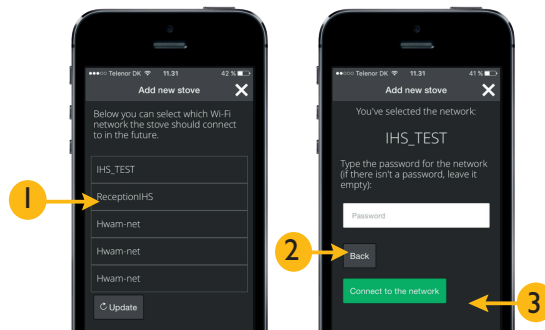 Telenor DK 11.31 42 %
Add new stove
Below you can select which Wi-Fi
network the stove should connect
to in the future.
IHS_TEST
ReceptionIHS
Hwam-net
Hwam-net
Hwam-net
Update
1
Telenor DK 11.31 41 %
Add new stove
You've selected the network:
IHS_TEST
Type the password for the network
(if there isn't a password, leave it
empty):
Password
Back
Connect to the network
2
3